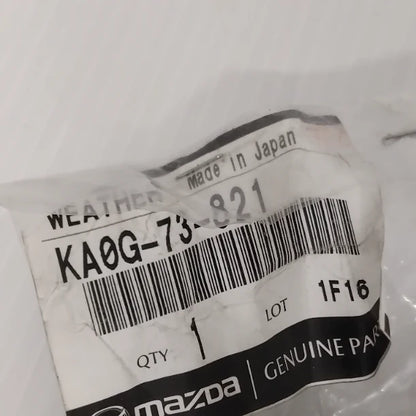 Made in Japan
WEATHER
KA0G-73-821
QTY 1 LOT 1F16
mazda GENUINE PAR